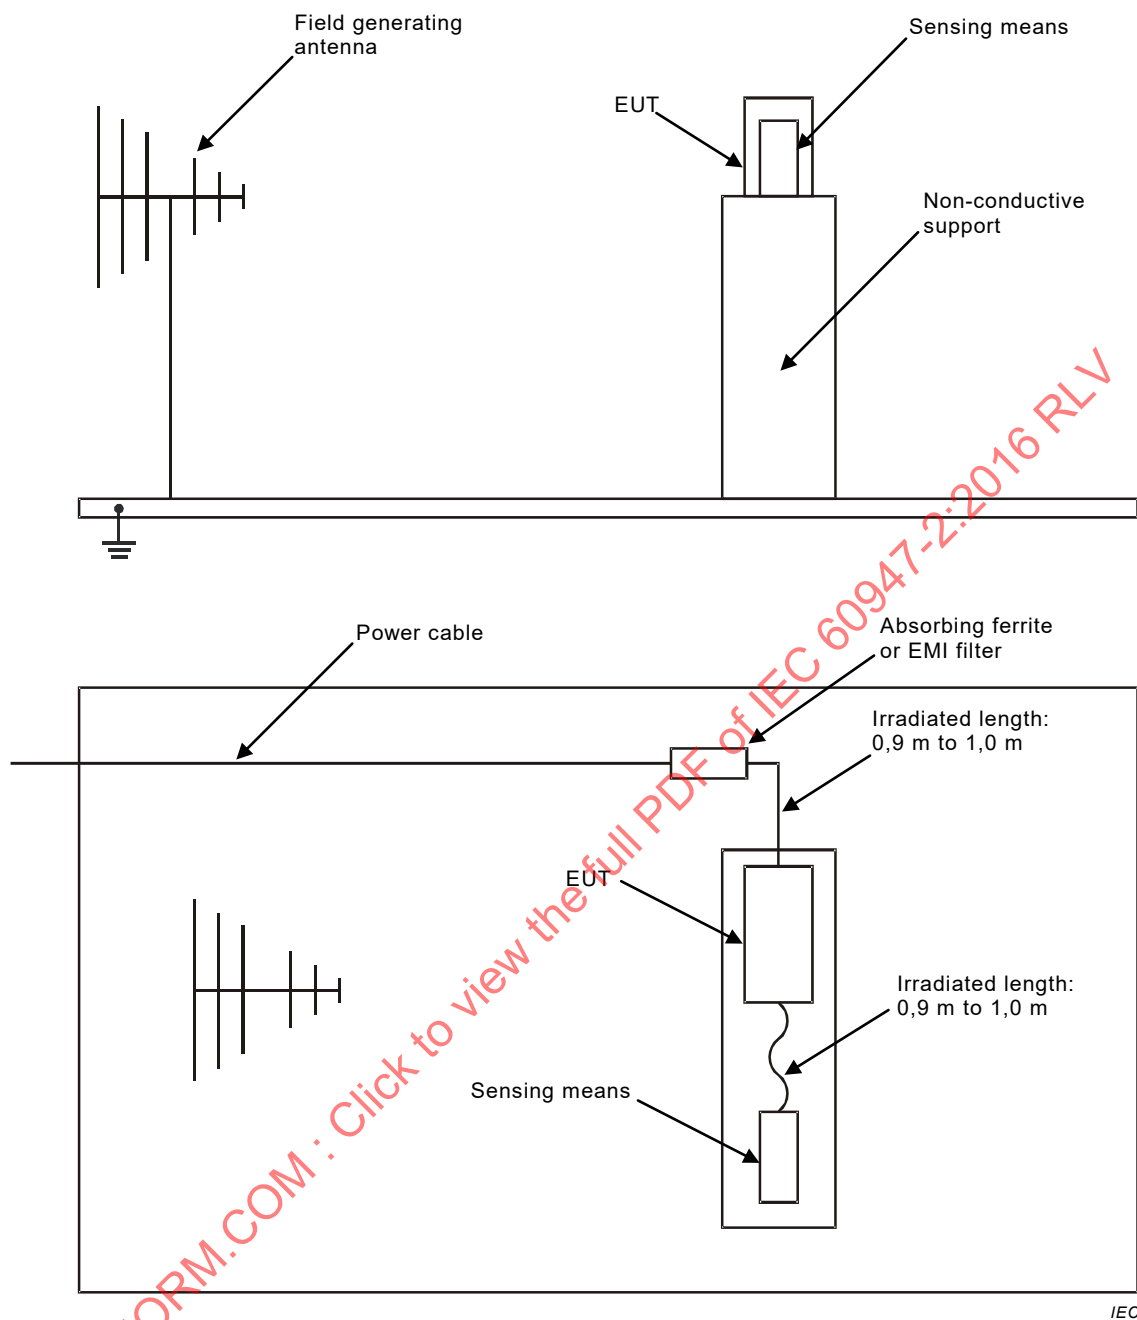 Field generating
antenna
Sensing means
EUT
Non-conductive
support
Power cable
Absorbing ferrite
or EMI filter
Irradiated length:
0,9 m to 1,0 m
EUT
Irradiated length:
0,9 m to 1,0 m
Sensing means
IEC
ORM.COM : Click to view the full PDF of IEC 60947-2:2016 RLV